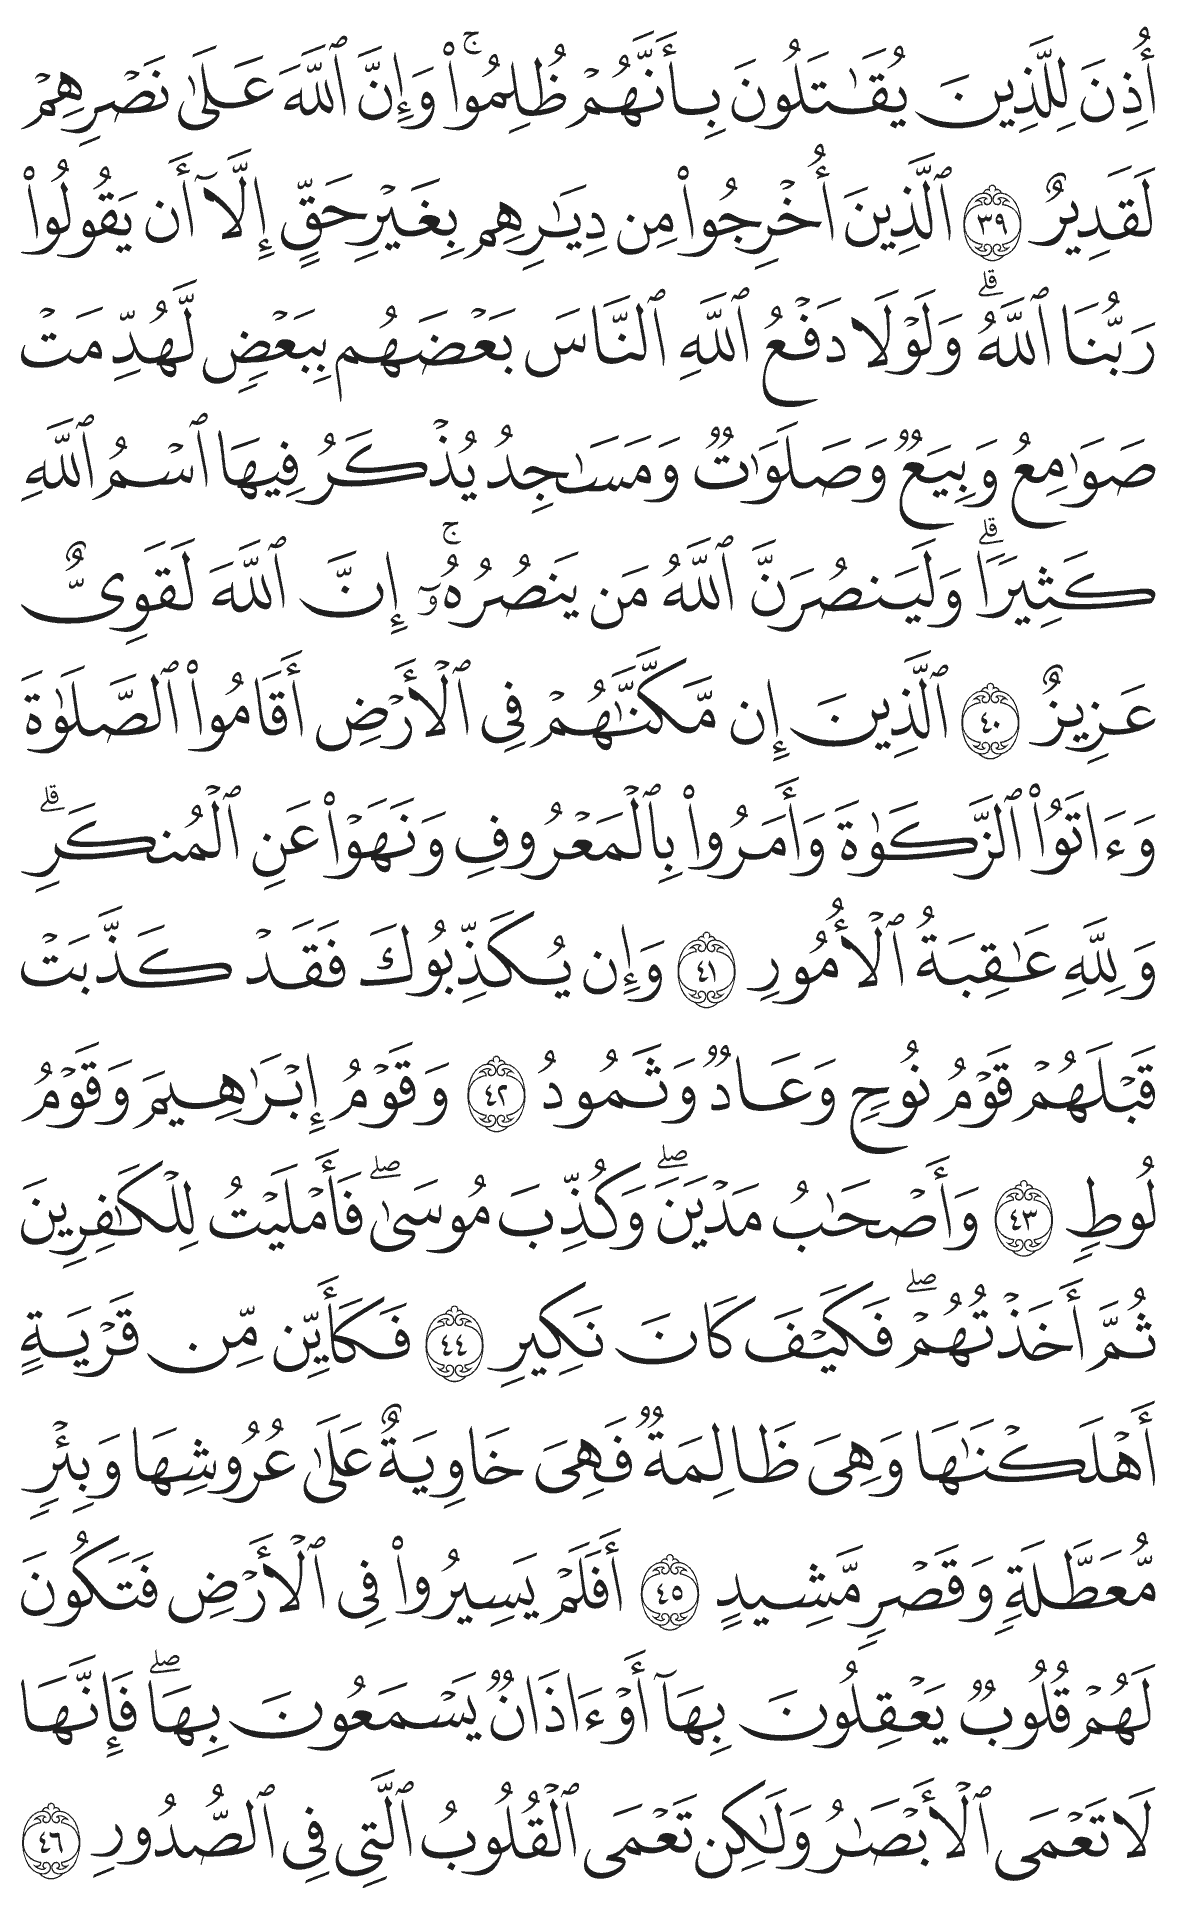 أُذِنَ لِلَّذِينَ يُقَٰتَلُونَ بِأَنَّهُمْ ظُلِمُوا۟ ۚ وَإِنَّ ٱللَّهَ عَلَىٰ نَصْرِهِمْ
لَقَدِيرٌ ٣٩ ٱلَّذِينَ أُخْرِجُوا۟ مِن دِيَٰرِهِم بِغَيْرِ حَقٍّ إِلَّآ أَن يَقُولُوا۟
رَبُّنَا ٱللَّهُ ۗ وَلَوْلَا دَفْعُ ٱللَّهِ ٱلنَّاسَ بَعْضَهُم بِبَعْضٍ لَّهُدِّمَتْ
صَوَٰمِعُ وَبِيَعٌ وَصَلَوَٰتٌ وَمَسَٰجِدُ يُذْكَرُ فِيهَا ٱسْمُ ٱللَّهِ
كَثِيرًا ۗ وَلَيَنصُرَنَّ ٱللَّهُ مَن يَنصُرُهُۥٓ ۚ إِنَّ ٱللَّهَ لَقَوِىٌّ
عَزِيزٌ ٤٠ ٱلَّذِينَ إِن مَّكَّنَّٰهُمْ فِى ٱلْأَرْضِ أَقَامُوا۟ ٱلصَّلَوٰةَ
وَءَاتَوُا۟ ٱلزَّكَوٰةَ وَأَمَرُوا۟ بِٱلْمَعْرُوفِ وَنَهَوْا۟ عَنِ ٱلْمُنكَرِ ۗ
وَلِلَّهِ عَٰقِبَةُ ٱلْأُمُورِ ٤١ وَإِن يُكَذِّبُوكَ فَقَدْ كَذَّبَتْ
قَبْلَهُمْ قَوْمُ نُوحٍ وَعَادٌ وَثَمُودُ ٤٢ وَقَوْمُ إِبْرَٰهِيمَ وَقَوْمُ
لُوطٍ ٤٣ وَأَصْحَٰبُ مَدْيَنَ ۖ وَكُذِّبَ مُوسَىٰ ۖ فَأَمْلَيْتُ لِلْكَٰفِرِينَ
ثُمَّ أَخَذْتُهُمْ ۖ فَكَيْفَ كَانَ نَكِيرِ ٤٤ فَكَأَيِّن مِّن قَرْيَةٍ
أَهْلَكْنَٰهَا وَهِىَ ظَالِمَةٌ فَهِىَ خَاوِيَةٌ عَلَىٰ عُرُوشِهَا وَبِئْرٍ
مُّعَطَّلَةٍ وَقَصْرٍ مَّشِيدٍ ٤٥ أَفَلَمْ يَسِيرُوا۟ فِى ٱلْأَرْضِ فَتَكُونَ
لَهُمْ قُلُوبٌ يَعْقِلُونَ بِهَآ أَوْ ءَاذَانٌ يَسْمَعُونَ بِهَا ۖ فَإِنَّهَا
لَا تَعْمَى ٱلْأَبْصَٰرُ وَلَٰكِن تَعْمَى ٱلْقُلُوبُ ٱلَّتِى فِى ٱلصُّدُورِ ٤٦